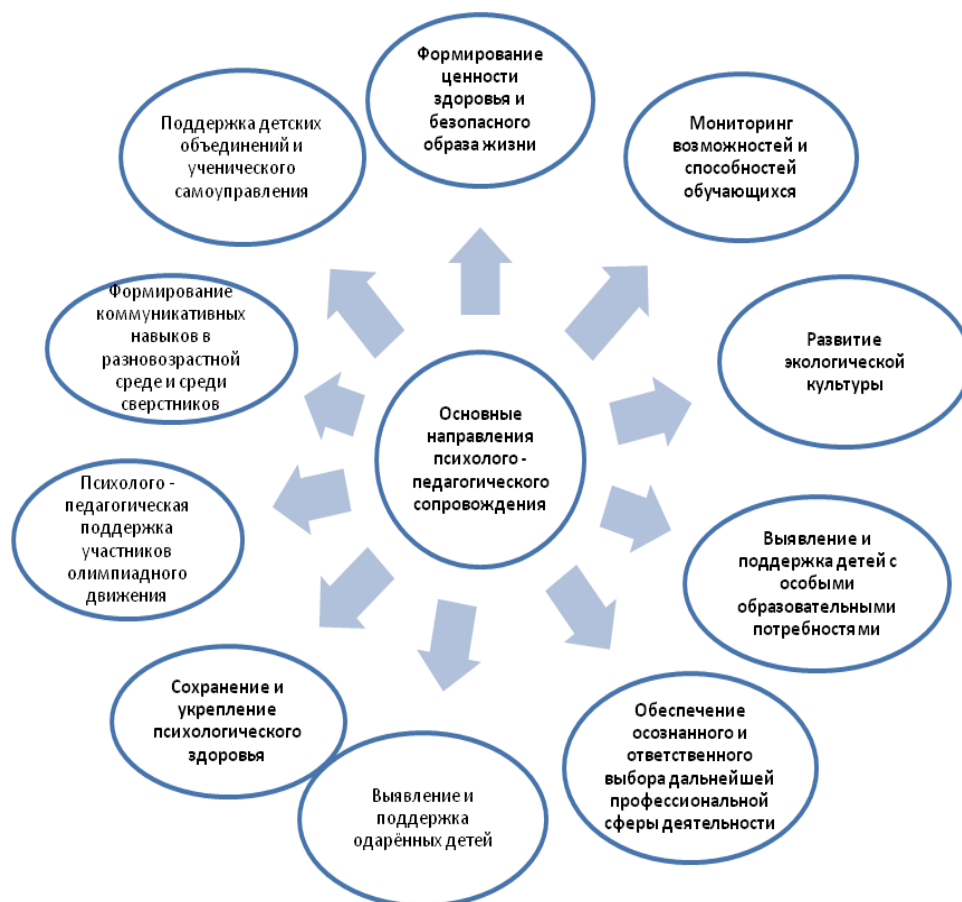 Формирование
ценности
здоровья и
безопасного
образа жизни
Мониторинг
возможностей и
способностей
обучающихся
Развитие
экологической
культуры
Выявление и
поддержка детей с
особыми
образовательными
потребностями
Обеспечение
осознанного и
ответственного
выбора дальнейшей
профессиональной
сферы деятельности
Выявление и
поддержка
одарённых детей
Сохранение и
укрепление
психологического
здоровья
Психолого -
педагогическая
поддержка
участников
олимпиадного
движения
Формирование
коммуникативных
навыков в
разновозрастной
среде и среди
сверстников
Поддержка детских
объединений и
ученического
самоуправления
Основные
направления
психолого -
педагогического
сопровождения